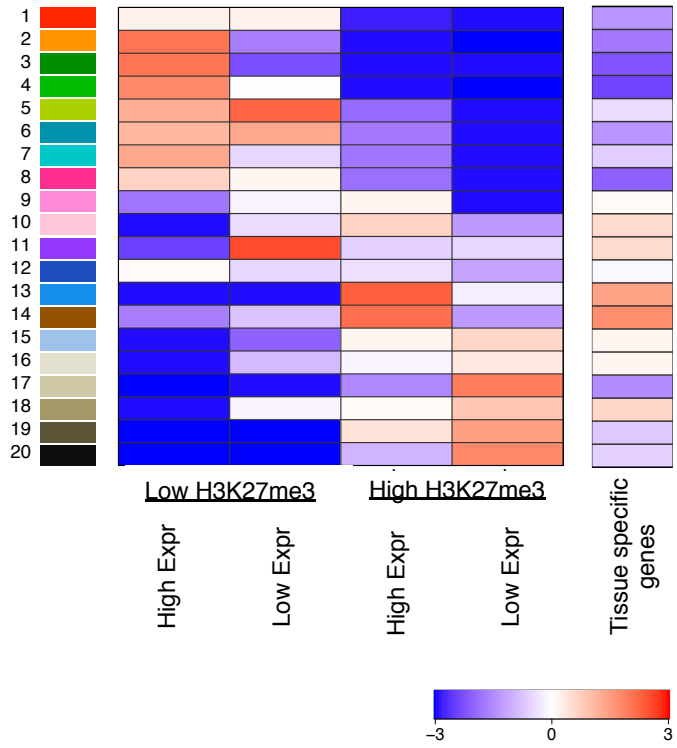 1
2
3
4
5
6
7
8
9
10
11
12
13
14
15
16
17
18
19
20
Low H3K27me3 High H3K27me3
High Expr
Low Expr
High Expr
Low Expr
Tissue specific
genes
−3 0 3